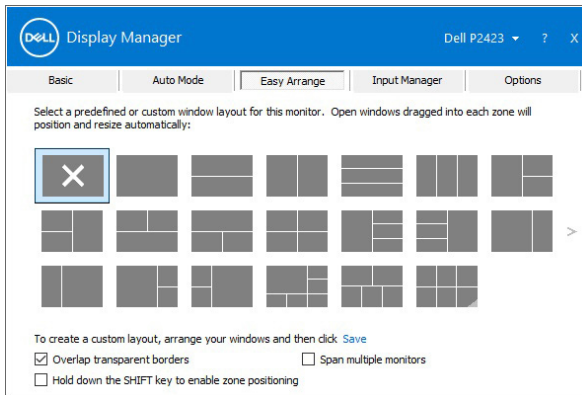 DELL Display Manager Dell P2423 ? X
Basic Auto Mode Easy Arrange Input Manager Options
Select a predefined or custom window layout for this monitor. Open windows dragged into each zone will
position and resize automatically:
>
To create a custom layout, arrange your windows and then click Save
Overlap transparent borders Span multiple monitors
Hold down the SHIFT key to enable zone positioning